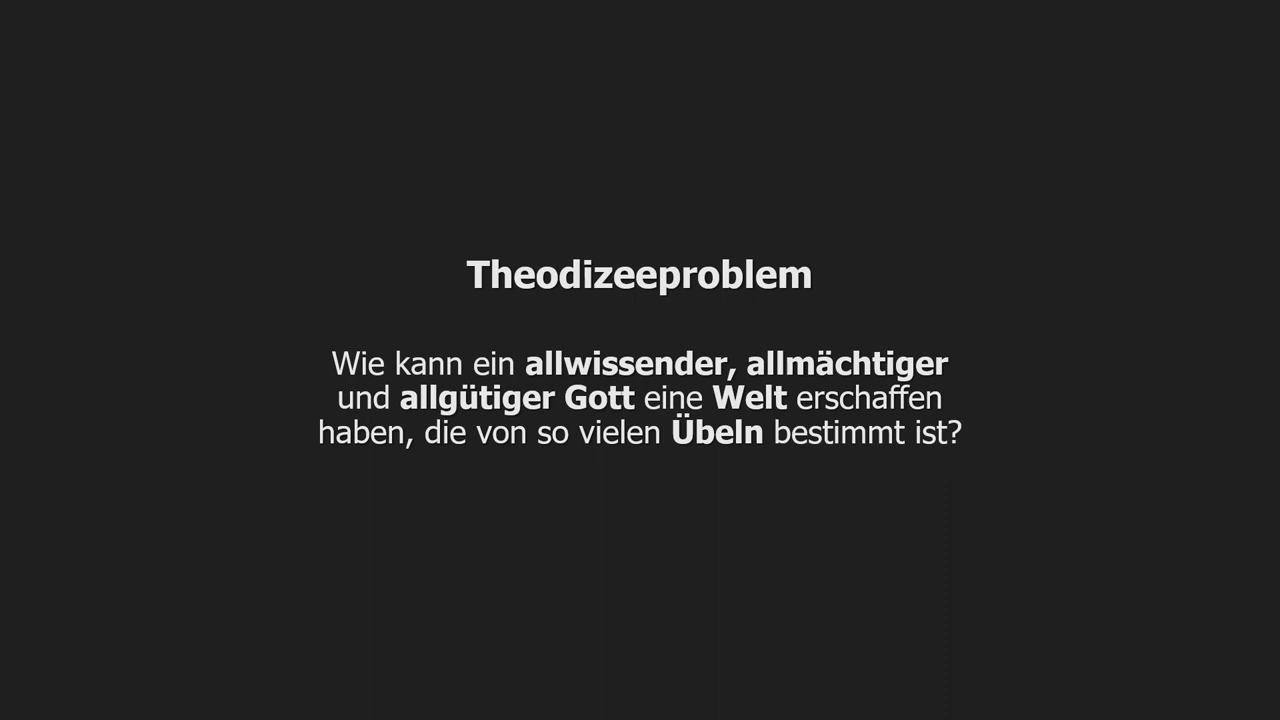 Theodizeeproblem
Wie kann ein allwissender, allmächtiger
und allgütiger Gott eine Welt erschaffen
haben, die von so vielen Übeln bestimmt ist?